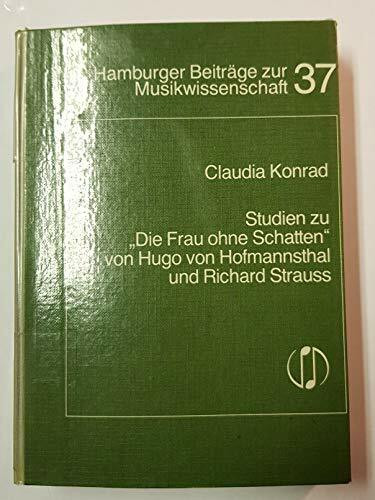 Hamburger Beiträge zur
Musikwissenschaft 37
Claudia Konrad
Studien zu
„Die Frau ohne Schatten“
von Hugo von Hofmannsthal
und Richard Strauss